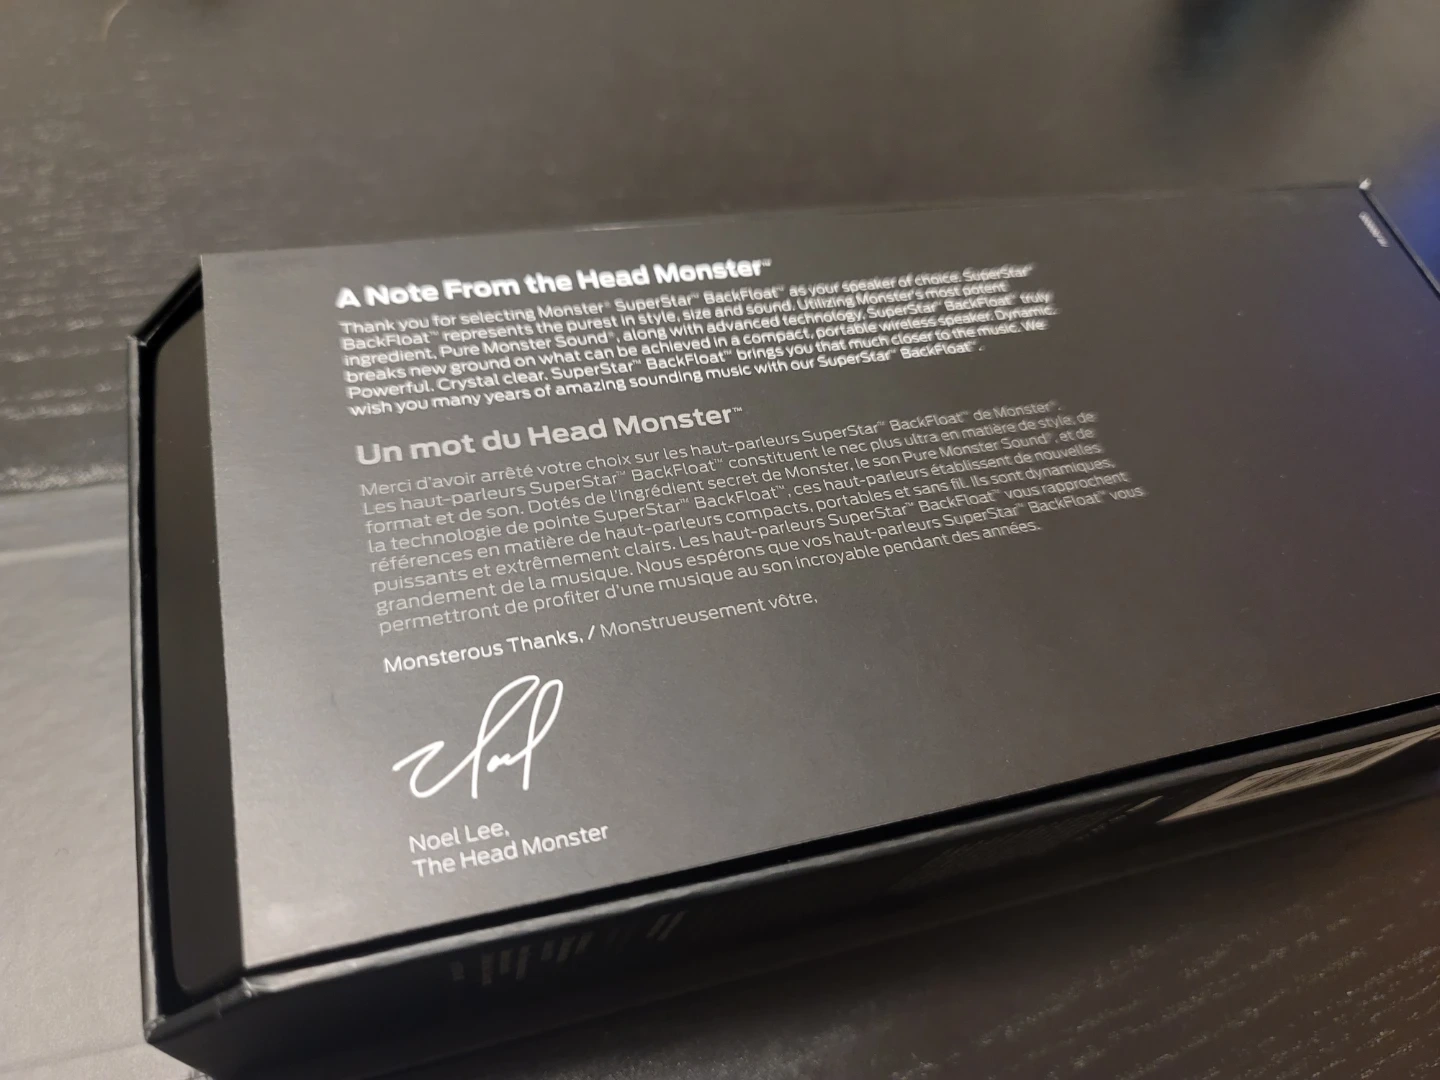 A Note From the Head Monster™
Thank you for selecting Monster® SuperStar™ BackFloat™ as your speaker of choice. SuperStar™
BackFloat™ represents the purest in style, size and sound. Utilizing Monster's most potent
ingredient, Pure Monster Sound®, along with advanced technology, SuperStar™ BackFloat™ truly
breaks new ground on what can be achieved in a compact, portable wireless speaker. Dynamic.
Powerful. Crystal clear. SuperStar™ BackFloat™ brings you that much closer to the music. We
wish you many years of amazing sounding music with our SuperStar™ BackFloat™.
Un mot du Head Monster™
Merci d'avoir arrêté votre choix sur les haut-parleurs SuperStar™ BackFloat™ de Monster®.
Les haut-parleurs SuperStar™ BackFloat™ constituent le nec plus ultra en matière de style, de
format et de son. Dotés de l'ingrédient secret de Monster, le son Pure Monster Sound®, et de
la technologie de pointe SuperStar™ BackFloat™, ces haut-parleurs établissent de nouvelles
références en matière de haut-parleurs compacts, portables et sans fil. Ils sont dynamiques,
puissants et extrêmement clairs. Les haut-parleurs SuperStar™ BackFloat™ vous rapprochent
grandement de la musique. Nous espérons que vos haut-parleurs SuperStar™ BackFloat™ vous
permettront de profiter d'une musique au son incroyable pendant des années.
Monsterous Thanks, / Monstrueusement vôtre,
Noel
Noel Lee,
The Head Monster